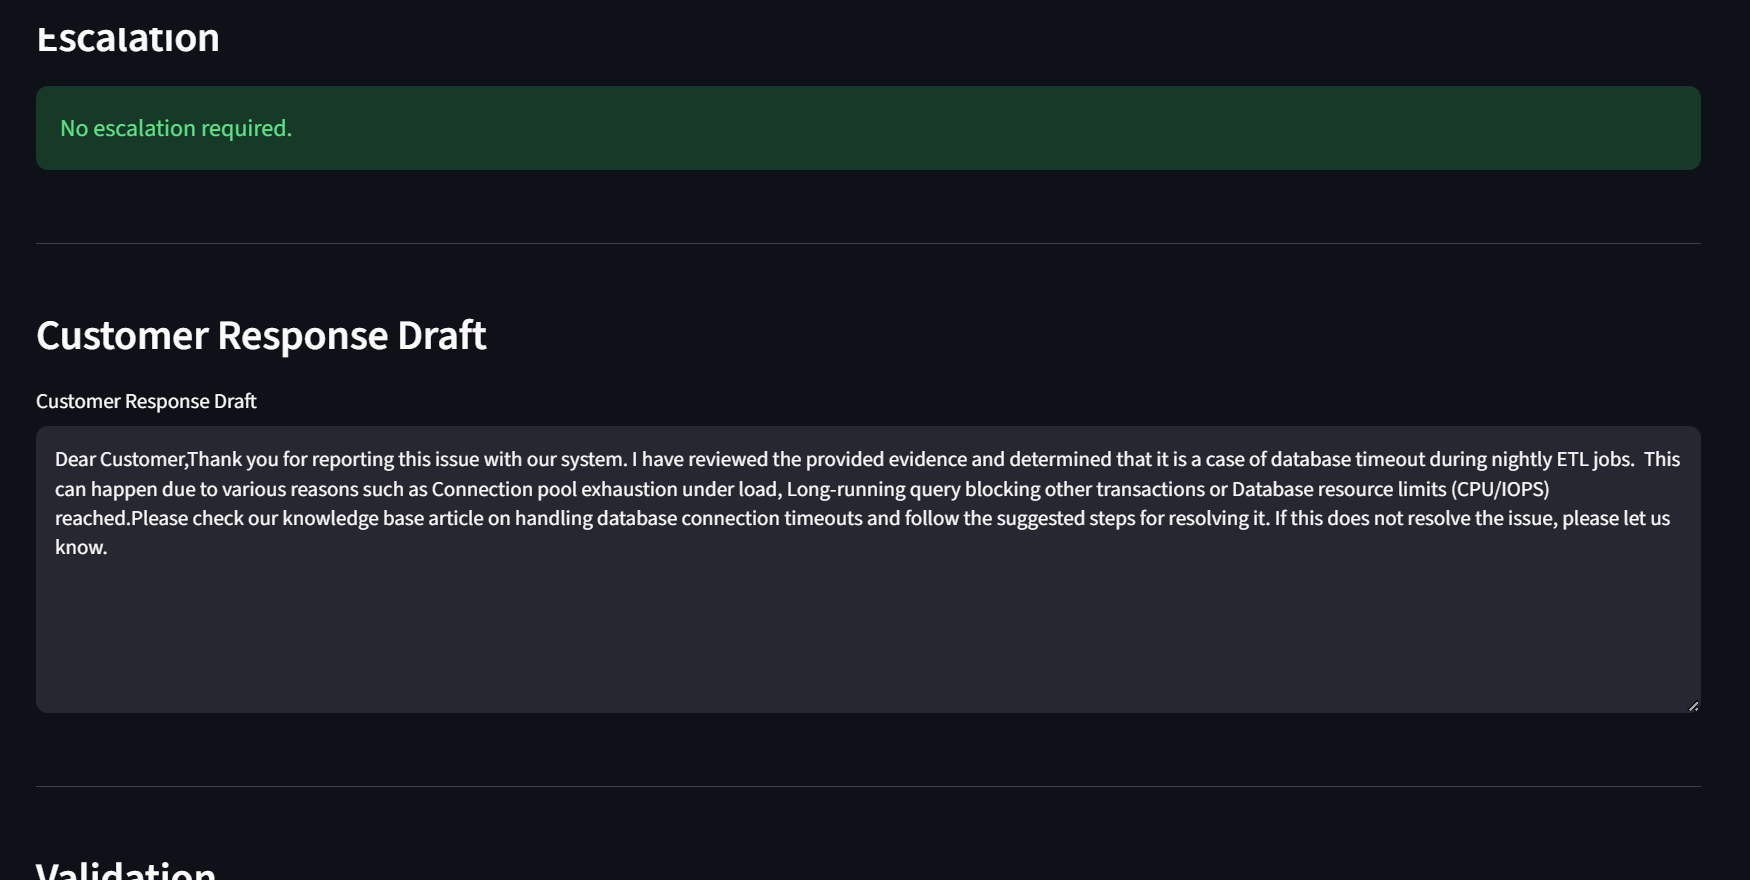 Escalation
No escalation required.
Customer Response Draft
Customer Response Draft
Dear Customer,Thank you for reporting this issue with our system. I have reviewed the provided evidence and determined that it is a case of database timeout during nightly ETL jobs.  This
can happen due to various reasons such as Connection pool exhaustion under load, Long-running query blocking other transactions or Database resource limits (CPU/IOPS)
reached.Please check our knowledge base article on handling database connection timeouts and follow the suggested steps for resolving it. If this does not resolve the issue, please let us
know.
Validation